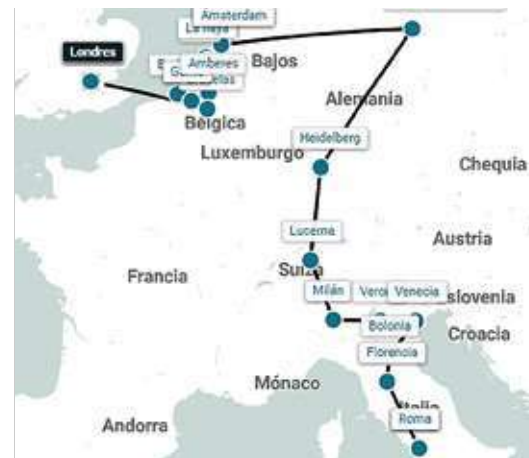 Amsterdam
La haya
Londres
Amberes
Bajos
Alemania
Bélgica
Heidelberg
Luxemburgo
Chequia
Lucerna
Austria
Suiza
Francia
Milán
Venecia
Bolonia
Croacia
Florencia
Mónaco
Italia
Roma
Andorra